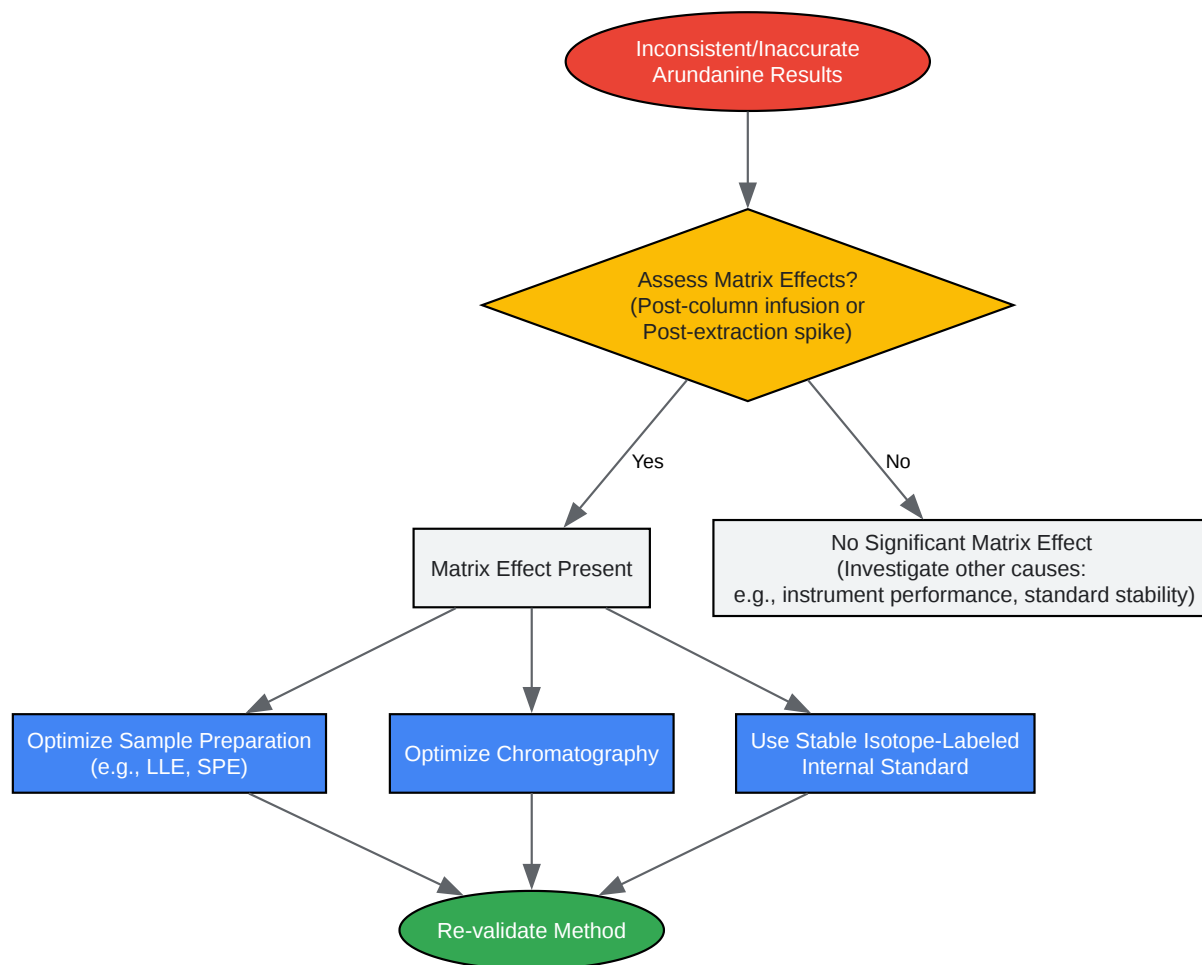 Inconsistent/Inaccurate
Arundanine Results
Assess Matrix Effects?
(Post-column infusion or
Post-extraction spike)
Yes
No
Matrix Effect Present
No Significant Matrix Effect
(Investigate other causes:
e.g., instrument performance, standard stability)
Optimize Sample Preparation
(e.g., LLE, SPE)
Optimize Chromatography
Use Stable Isotope-Labeled
Internal Standard
Re-validate Method